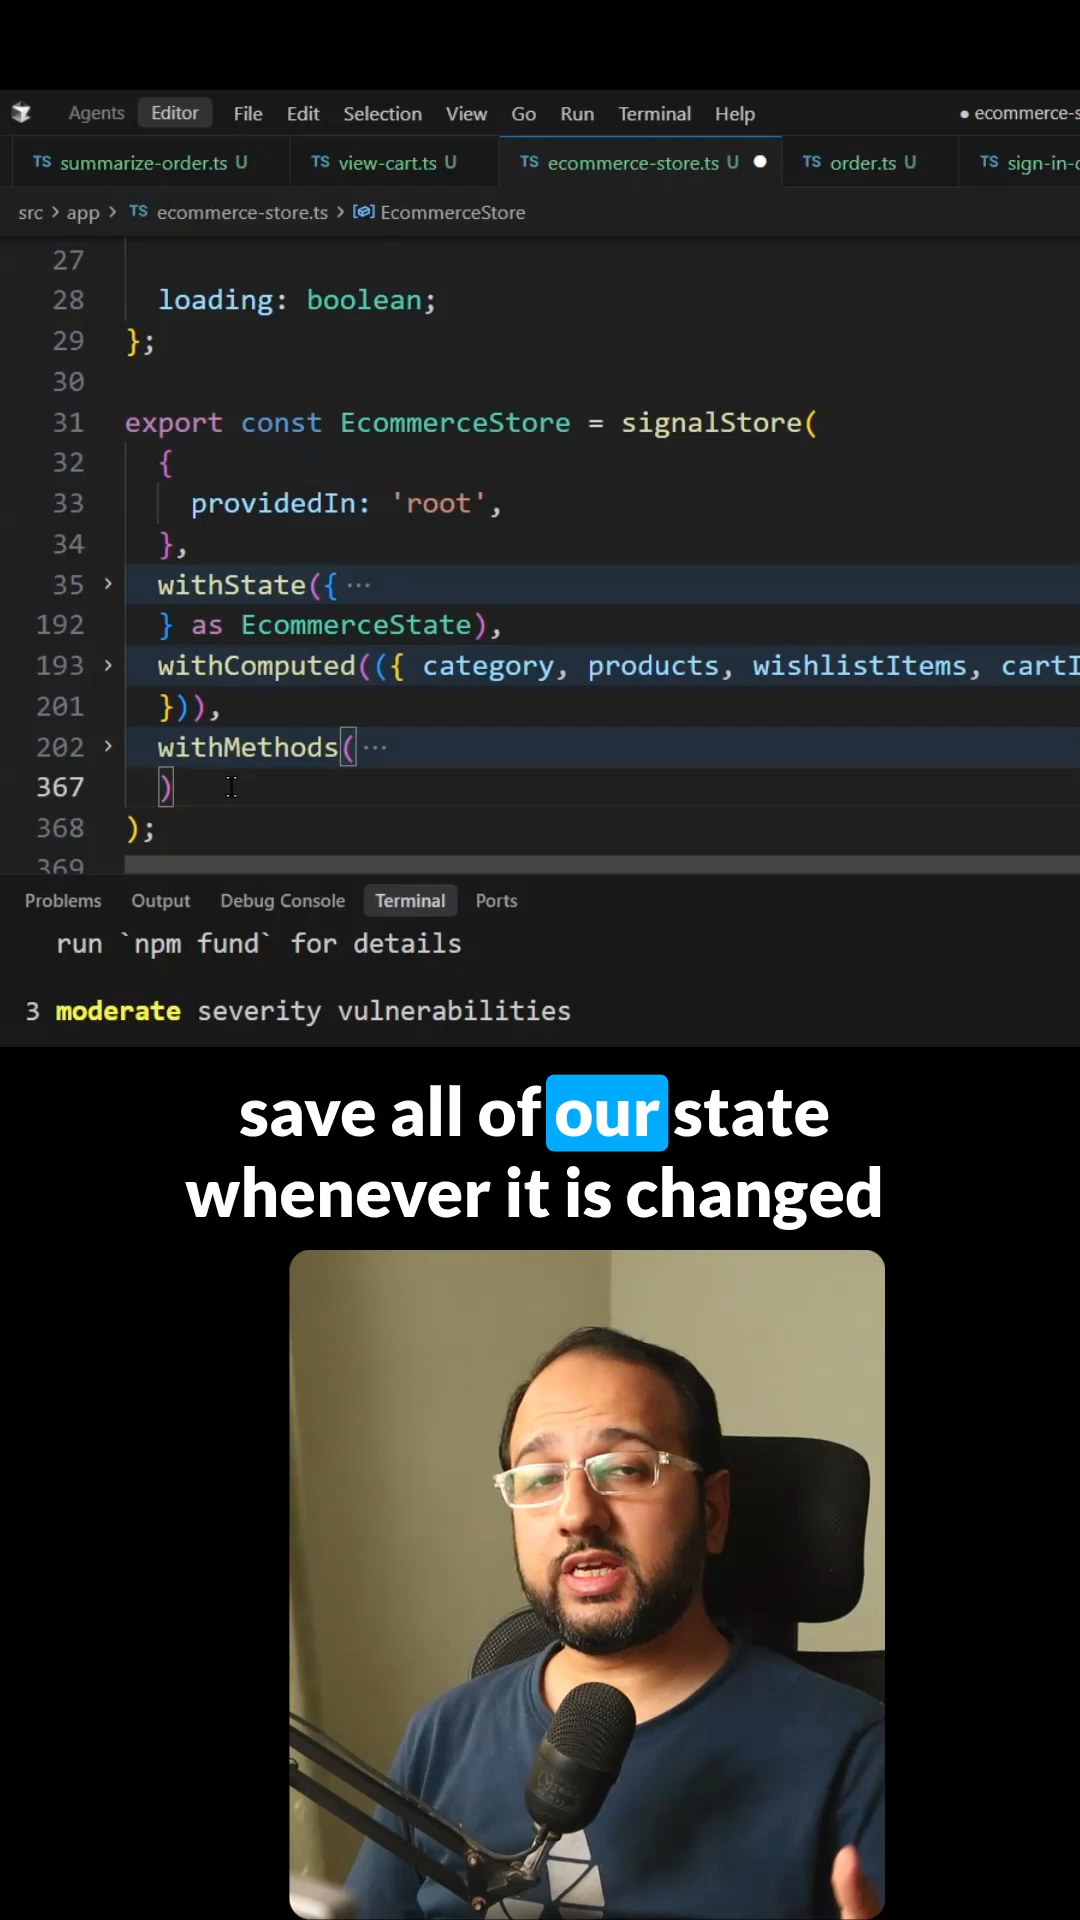 Agents Editor File Edit Selection View Go Run Terminal Help ● ecommerce-s
TS summarize-order.ts U TS view-cart.ts U TS ecommerce-store.ts U ● TS order.ts U TS sign-in-
src > app > TS ecommerce-store.ts > EcommerceStore
27
28 loading: boolean;
29 };
30
31 export const EcommerceStore = signalStore(
32 {
33 providedIn: 'root',
34 },
35 > withState({ ···
192 } as EcommerceState),
193 > withComputed(({ category, products, wishlistItems, cartI
201 })),
202 > withMethods( ···
367 )
368 );
369
Problems Output Debug Console Terminal Ports
run `npm fund` for details
3 moderate severity vulnerabilities
save all of our state
whenever it is changed